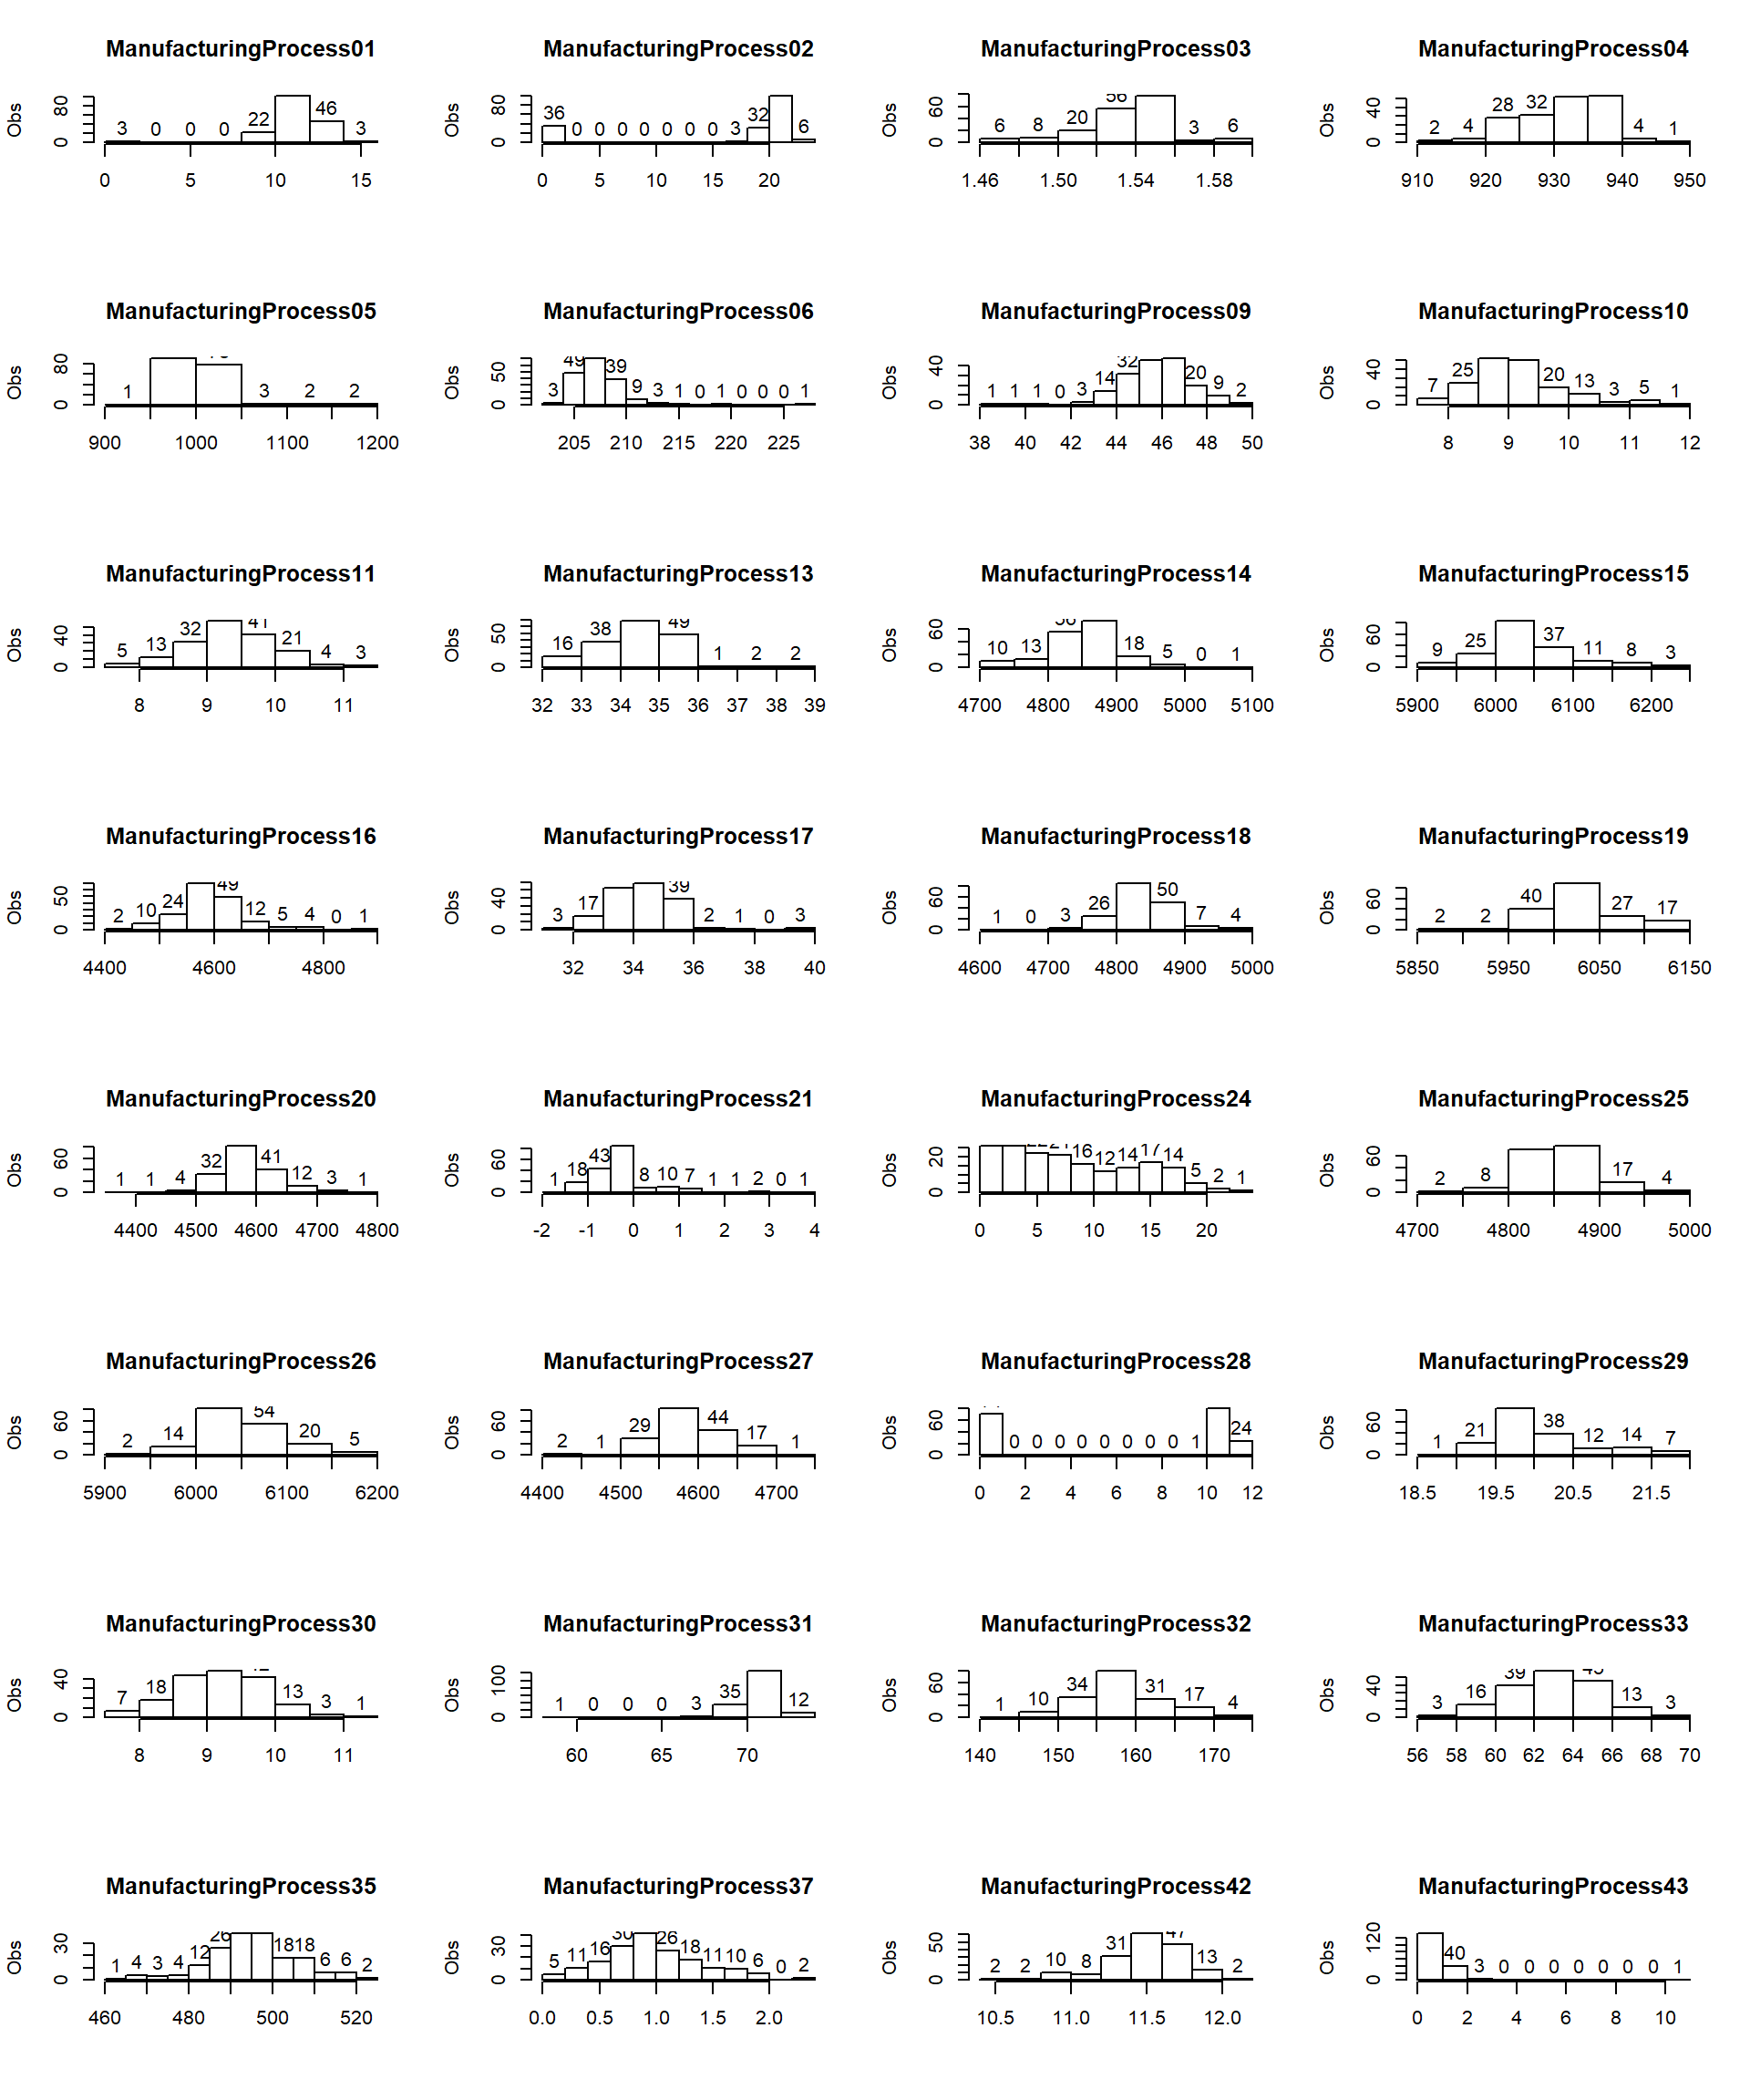 ManufacturingProcess01 ManufacturingProcess02 ManufacturingProcess03 ManufacturingProcess04
Obs 0 80 3 0 0 0 22 46 3
0 5 10 15
Obs 0 80 36 0 0 0 0 0 0 0 3 32 6
0 5 10 15 20
Obs 0 60 6 8 20 56 3 6
1.46 1.50 1.54 1.58
Obs 0 40 2 4 28 32 4 1
910 920 930 940 950
ManufacturingProcess05 ManufacturingProcess06 ManufacturingProcess09 ManufacturingProcess10
Obs 0 80 1 3 2 2
900 1000 1100 1200
Obs 0 50 3 49 39 9 3 1 0 1 0 0 0 1
205 210 215 220 225
Obs 0 40 1 1 1 0 3 14 32 20 9 2
38 40 42 44 46 48 50
Obs 0 40 7 25 20 13 3 5 1
8 9 10 11 12
ManufacturingProcess11 ManufacturingProcess13 ManufacturingProcess14 ManufacturingProcess15
Obs 0 40 5 13 32 41 21 4 3
8 9 10 11
Obs 0 50 16 38 49 1 2 2
32 33 34 35 36 37 38 39
Obs 0 60 10 13 18 5 0 1
4700 4800 4900 5000 5100
Obs 0 60 9 25 37 11 8 3
5900 6000 6100 6200
ManufacturingProcess16 ManufacturingProcess17 ManufacturingProcess18 ManufacturingProcess19
Obs 0 50 2 10 24 49 12 5 4 0 1
4400 4600 4800
Obs 0 40 3 17 39 2 1 0 3
32 34 36 38 40
Obs 0 60 1 0 3 26 50 7 4
4600 4700 4800 4900 5000
Obs 0 60 2 2 40 27 17
5850 5950 6050 6150
ManufacturingProcess20 ManufacturingProcess21 ManufacturingProcess24 ManufacturingProcess25
Obs 0 60 1 1 4 32 41 12 3 1
4400 4500 4600 4700 4800
Obs 0 60 1 18 43 8 10 7 1 1 2 0 1
-2 -1 0 1 2 3 4
Obs 0 20 16 12 14 17 14 5 2 1
0 5 10 15 20
Obs 0 60 2 8 17 4
4700 4800 4900 5000
ManufacturingProcess26 ManufacturingProcess27 ManufacturingProcess28 ManufacturingProcess29
Obs 0 60 2 14 54 20 5
5900 6000 6100 6200
Obs 0 60 2 1 29 44 17 1
4400 4500 4600 4700
Obs 0 60 0 0 0 0 0 0 0 0 1 24
0 2 4 6 8 10 12
Obs 0 60 1 21 38 12 14 7
18.5 19.5 20.5 21.5
ManufacturingProcess30 ManufacturingProcess31 ManufacturingProcess32 ManufacturingProcess33
Obs 0 40 7 18 13 3 1
8 9 10 11
Obs 0 100 1 0 0 0 3 35 12
60 65 70
Obs 0 60 1 10 34 31 17 4
140 150 160 170
Obs 0 40 3 16 39 13 3
56 58 60 62 64 66 68 70
ManufacturingProcess35 ManufacturingProcess37 ManufacturingProcess42 ManufacturingProcess43
Obs 0 30 1 4 3 4 12 26 18 18 6 6 2
460 480 500 520
Obs 0 30 5 11 16 30 26 18 11 10 6 0 2
0.0 0.5 1.0 1.5 2.0
Obs 0 50 2 2 10 8 31 47 13 2
10.5 11.0 11.5 12.0
Obs 0 120 40 3 0 0 0 0 0 0 0 1
0 2 4 6 8 10